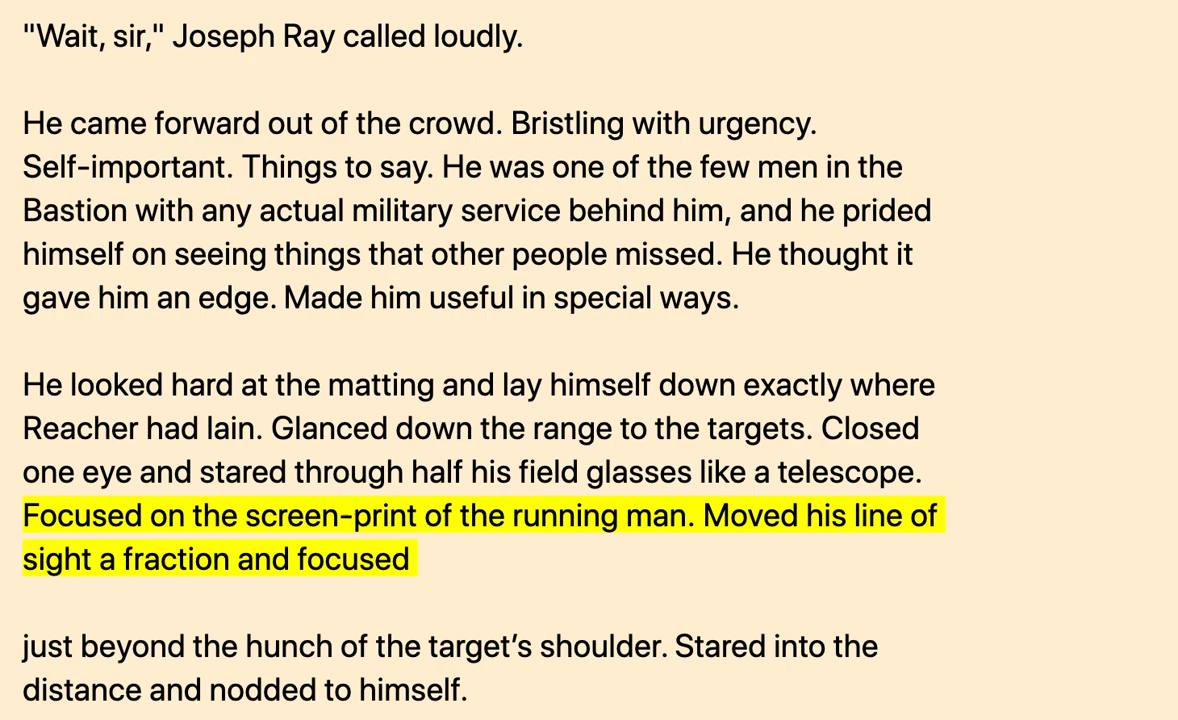 "Wait, sir," Joseph Ray called loudly.
He came forward out of the crowd. Bristling with urgency.
Self-important. Things to say. He was one of the few men in the
Bastion with any actual military service behind him, and he prided
himself on seeing things that other people missed. He thought it
gave him an edge. Made him useful in special ways.
He looked hard at the matting and lay himself down exactly where
Reacher had lain. Glanced down the range to the targets. Closed
one eye and stared through half his field glasses like a telescope.
Focused on the screen-print of the running man. Moved his line of
sight a fraction and focused
just beyond the hunch of the target’s shoulder. Stared into the
distance and nodded to himself.